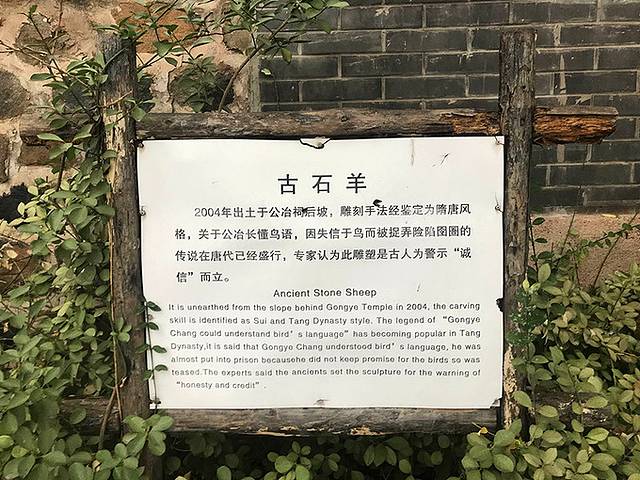 古石羊
2004年出土于公冶祠后坡，雕刻手法经鉴定为隋唐风
格，关于公冶长懂鸟语，因失信于鸟而被捉弄险陷囹圄的
传说在唐代已经盛行，专家认为此雕塑是古人为警示“诚
信”而立。
Ancient Stone Sheep
It is unearthed from the slope behind Gongye Temple in 2004, the carving
skill is identified as Sui and Tang Dynasty style. The legend of “Gongye
Chang could understand bird’s language” has becoming popular in Tang
Dynasty,it is said that Gongye Chang understood bird’s language, he was
almost put into prison becausehe did not keep promise for the birds so was
teased.The experts said the ancients set the sculpture for the warning of
“honesty and credit”.